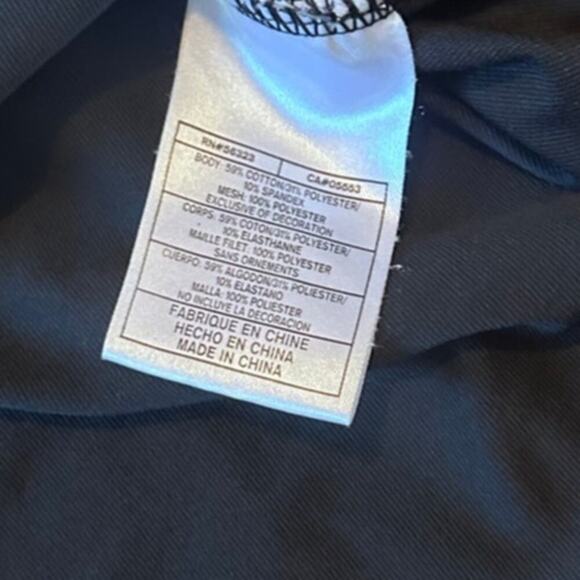 RN#56323 CA#05553
BODY: 59% COTTON/31% POLYESTER/
10% SPANDEX
MESH: 100% POLYESTER
EXCLUSIVE OF DECORATION
CORPS: 59% COTON/31% POLYESTER/
10% ELASTHANNE
MAILLE FILET: 100% POLYESTER
SANS ORNEMENTS
CUERPO: 59% ALGODON/31% POLIESTER/
10% ELASTANO
MALLA: 100% POLIESTER
NO INCLUYE LA DECORACION
FABRIQUE EN CHINE
HECHO EN CHINA
MADE IN CHINA